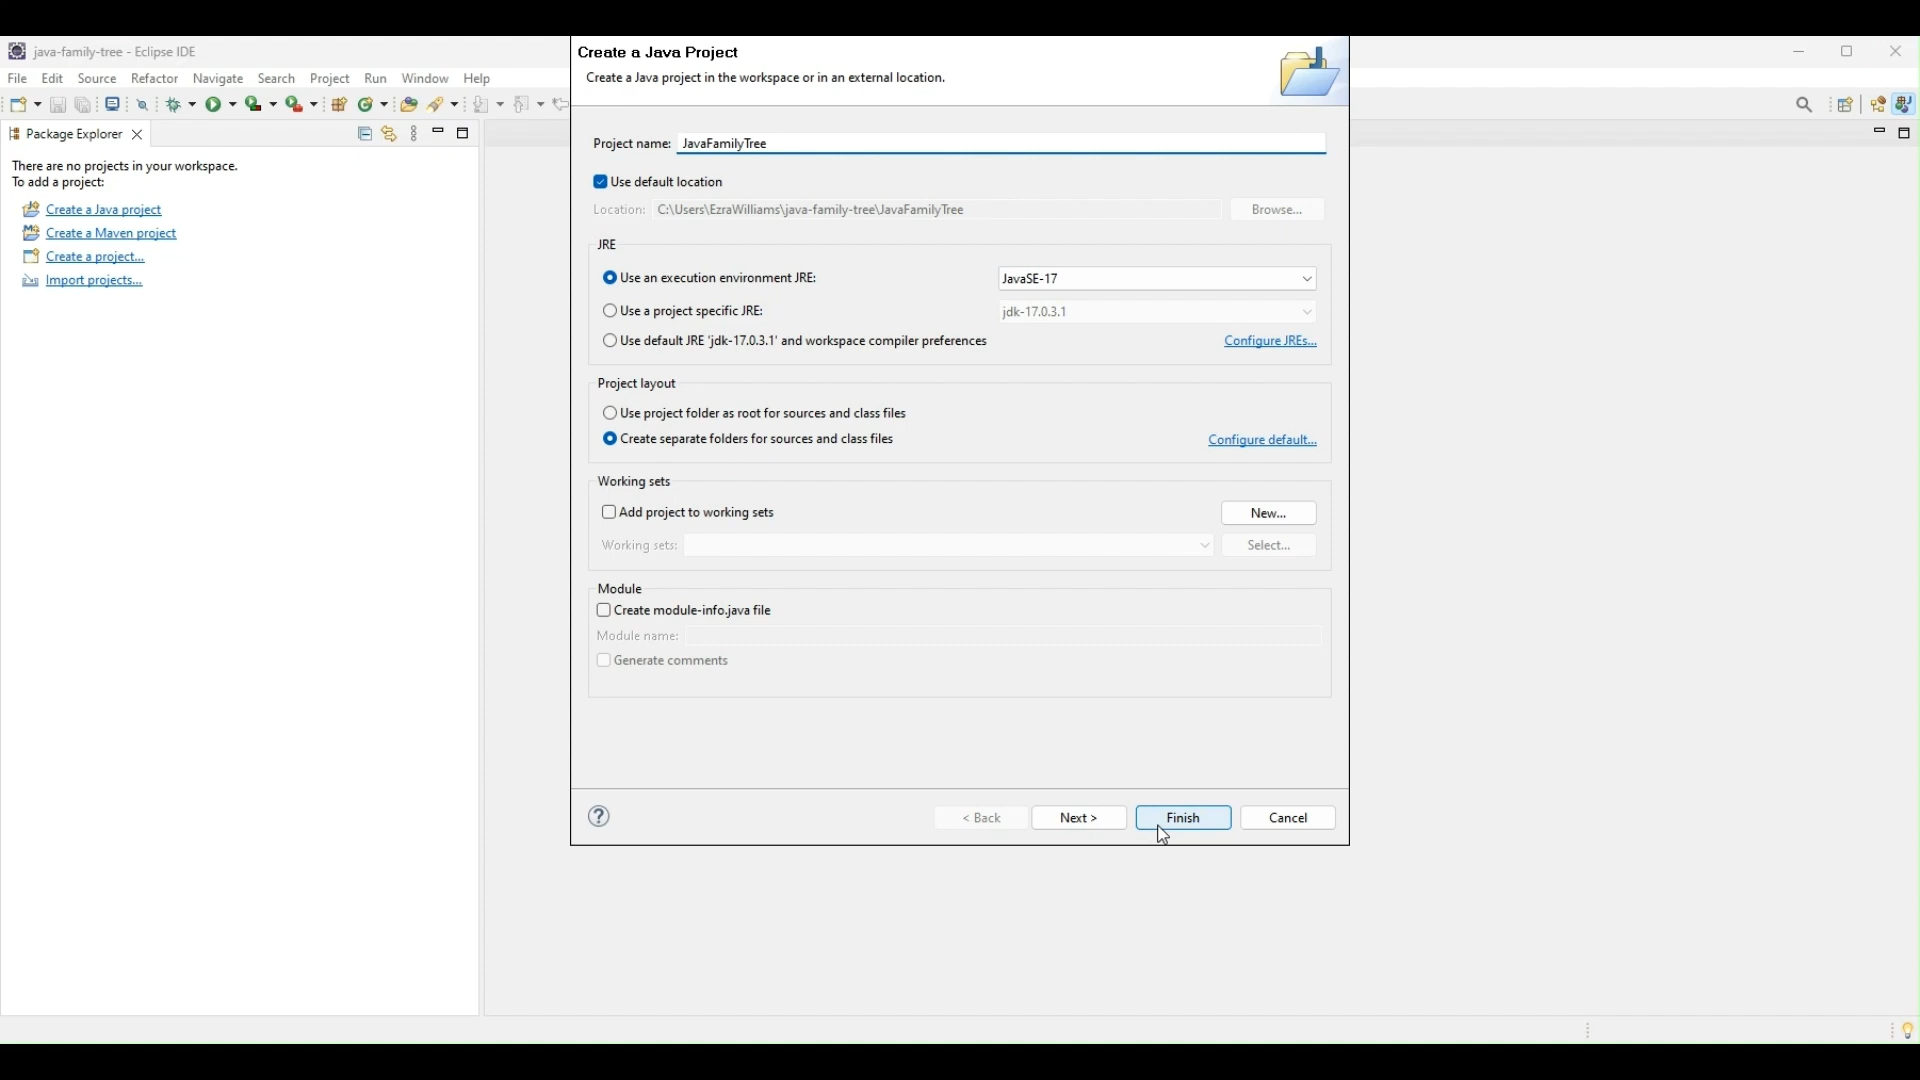 java-family-tree - Eclipse IDE
File Edit Source Refactor Navigate Search Project Run Window Help
Package Explorer
There are no projects in your workspace.
To add a project:
Create a Java project
Create a Maven project
Create a project...
Import projects...
Create a Java Project
Create a Java project in the workspace or in an external location.
Project name: JavaFamilyTree
Use default location
Location: C:\Users\EzraWilliams\java-family-tree\JavaFamilyTree Browse...
JRE
Use an execution environment JRE: JavaSE-17
Use a project specific JRE: jdk-17.0.3.1
Use default JRE 'jdk-17.0.3.1' and workspace compiler preferences Configure JREs...
Project layout
Use project folder as root for sources and class files
Create separate folders for sources and class files Configure default...
Working sets
Add project to working sets New...
Working sets: Select...
Module
Create module-info.java file
Module name:
Generate comments
< Back Next > Finish Cancel